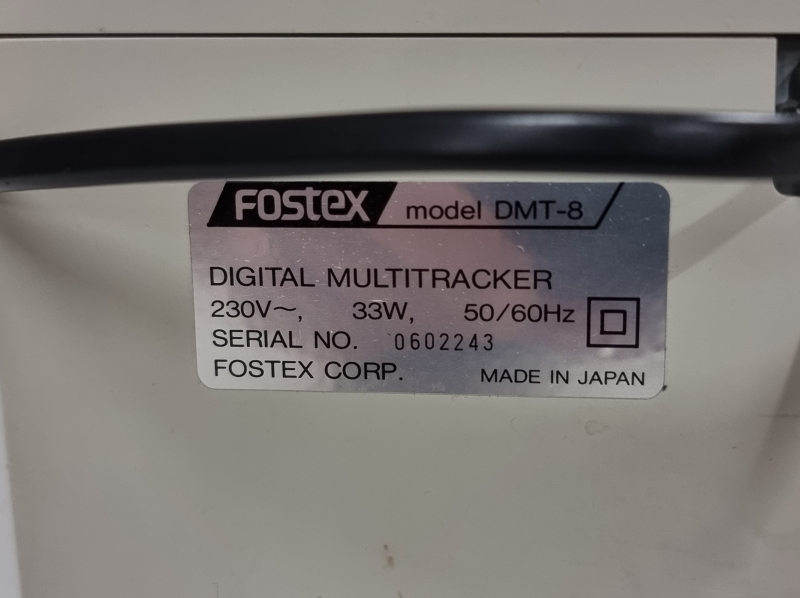 FOSTEX model DMT-8
DIGITAL MULTITRACKER
230V~, 33W, 50/60Hz
SERIAL NO. 0602243
FOSTEX CORP. MADE IN JAPAN